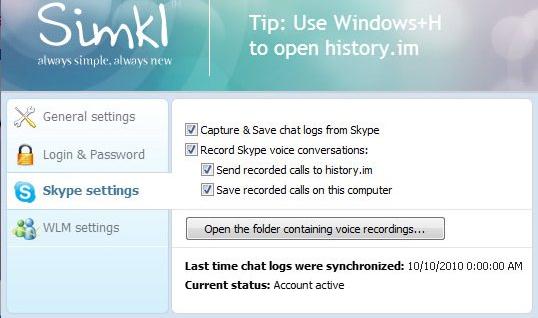 Simkl
always simple, always new
Tip: Use Windows+H
to open history.im
General settings
Login & Password
Skype settings
WLM settings
Capture & Save chat logs from Skype
Record Skype voice conversations:
Send recorded calls to history.im
Save recorded calls on this computer
Open the folder containing voice recordings...
Last time chat logs were synchronized: 10/10/2010 0:00:00 AM
Current status: Account active